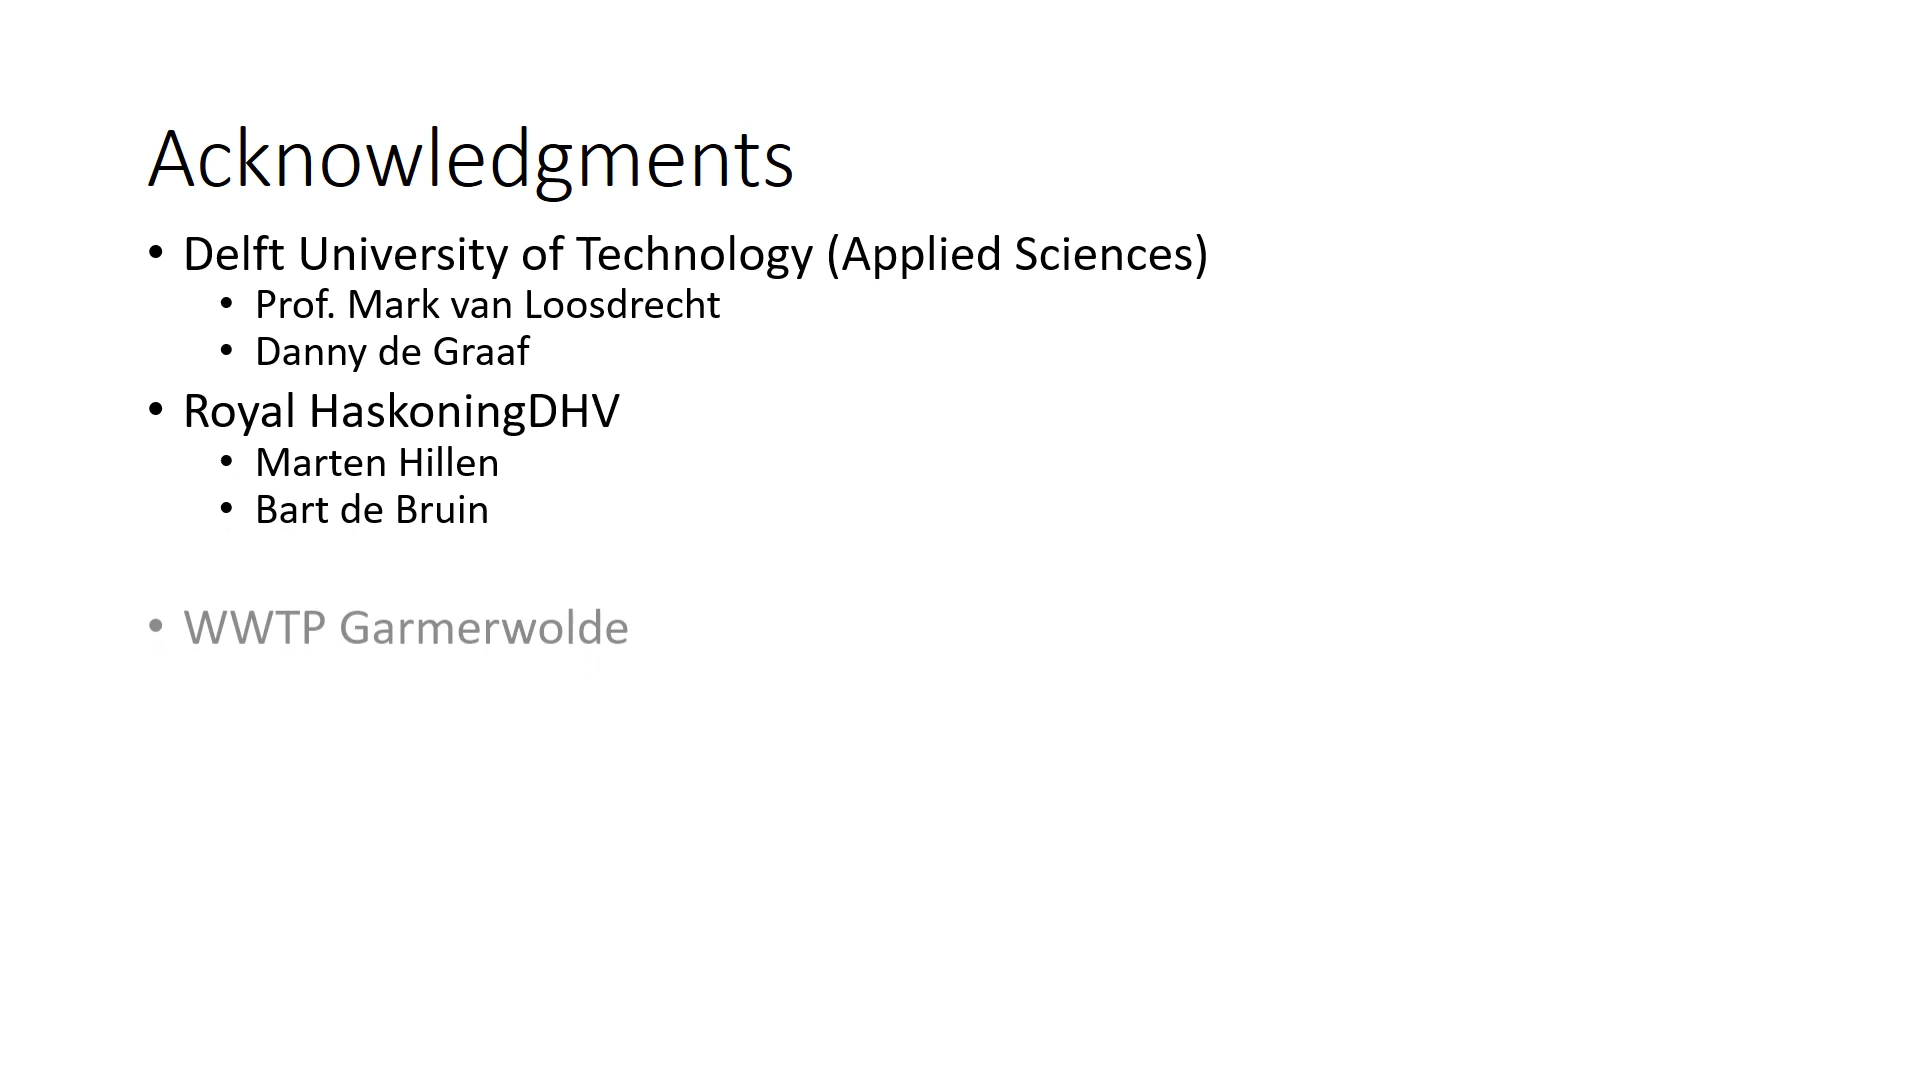 Acknowledgments
• Delft University of Technology (Applied Sciences)
• Prof. Mark van Loosdrecht
• Danny de Graaf
• Royal HaskoningDHV
• Marten Hillen
• Bart de Bruin
• WWTP Garmerwolde